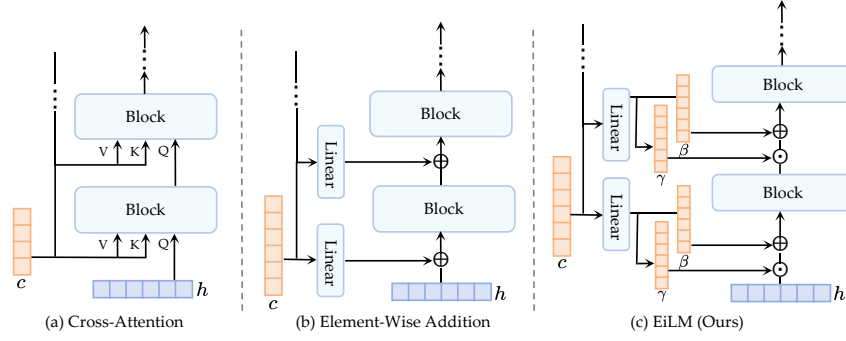 Block
V K Q
Block
V K Q
c
h
(a) Cross-Attention
Block
Linear
Block
Linear
c
h
(b) Element-Wise Addition
Block
Linear
β
γ
Block
c
Linear
β
γ
h
(c) EiLM (Ours)